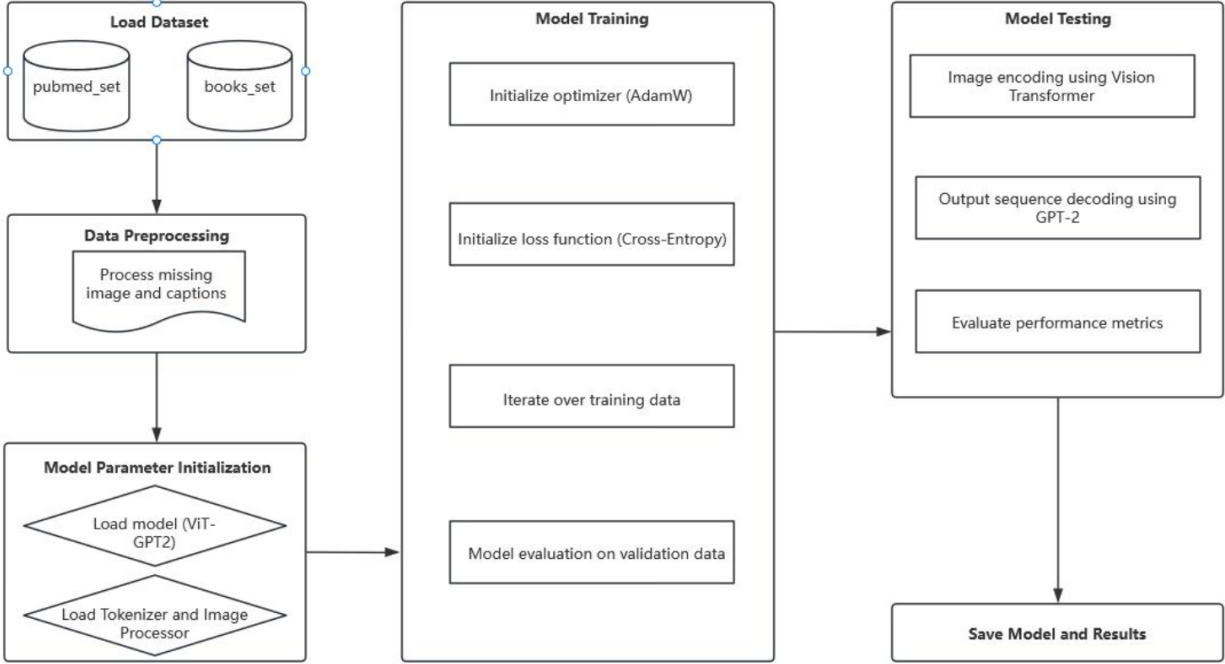 Load Dataset
pubmed_set
books_set
Data Preprocessing
Process missing
image and captions
Model Parameter Initialization
Load model (ViT-
GPT2)
Load Tokenizer and Image
Processor
Model Training
Initialize optimizer (AdamW)
Initialize loss function (Cross-Entropy)
Iterate over training data
Model evaluation on validation data
Model Testing
Image encoding using Vision
Transformer
Output sequence decoding using
GPT-2
Evaluate performance metrics
Save Model and Results